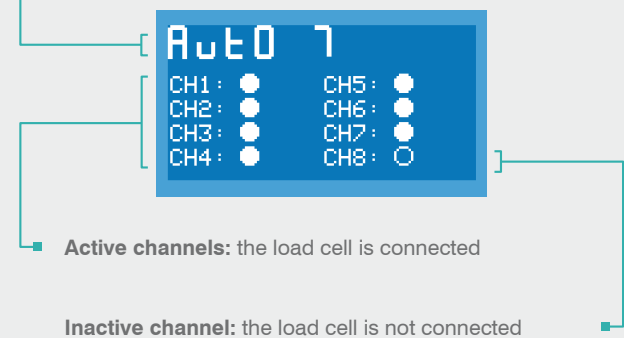 AutO 7
CH1: CH5:
CH2: CH6:
CH3: CH7:
CH4: CH8:
Active channels: the load cell is connected
Inactive channel: the load cell is not connected